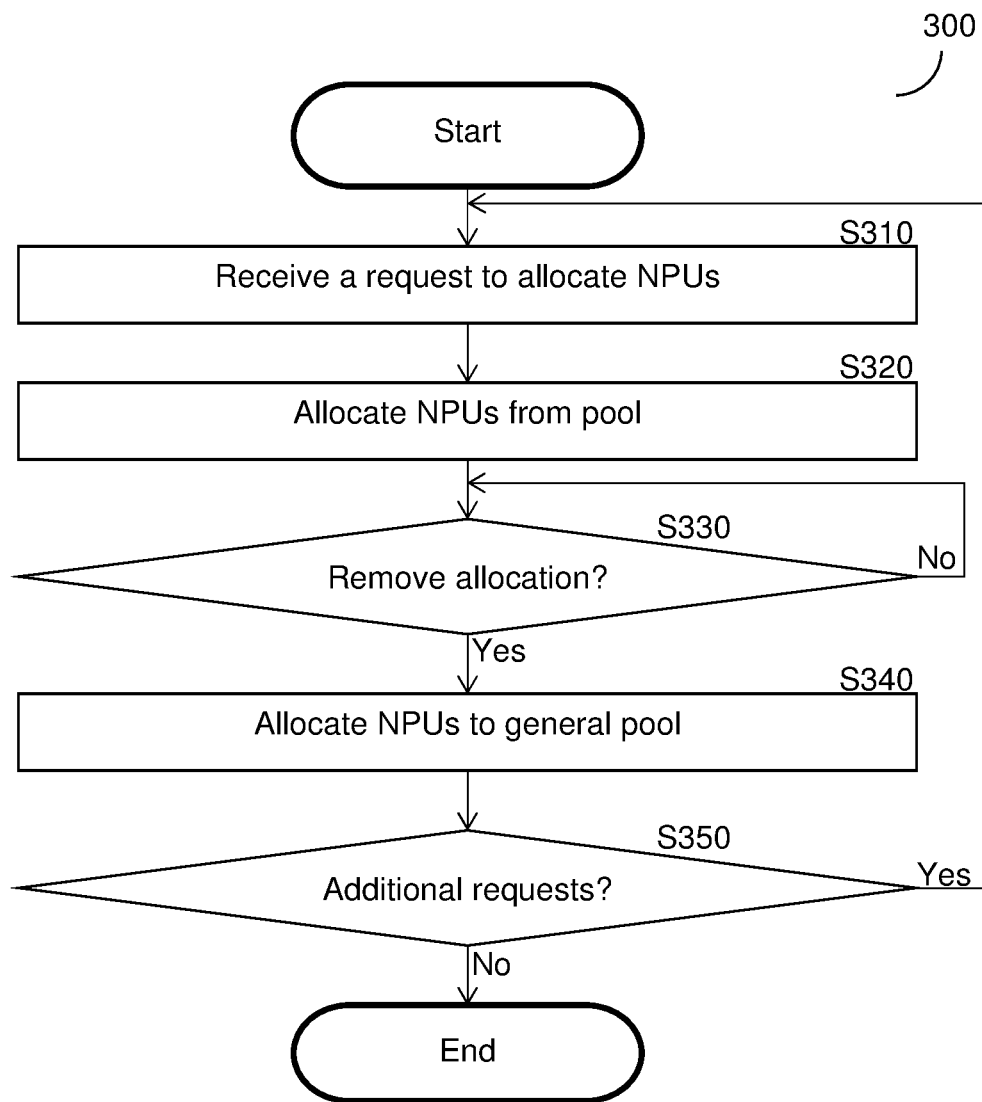 300
Start
S310
Receive a request to allocate NPUs
S320
Allocate NPUs from pool
S330
Remove allocation?
No
Yes
S340
Allocate NPUs to general pool
S350
Additional requests?
Yes
No
End